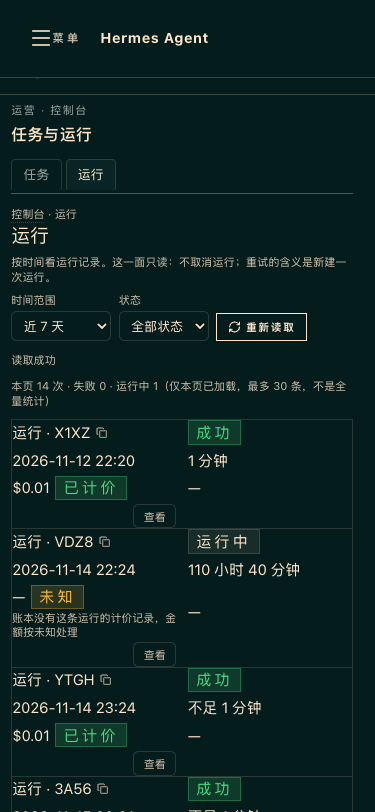 菜单
Hermes Agent
运营 · 控制台
任务与运行
任务
运行
控制台 · 运行
运行
按时间看运行记录。这一面只读：不取消运行；重试的含义是新建一
次运行。
时间范围
状态
近 7 天
全部状态
重新读取
读取成功
本页 14 次 · 失败 0 · 运行中 1（仅本页已加载，最多 30 条，不是全
量统计）
运行 · X1XZ
成功
2026-11-12 22:20
1 分钟
$0.01 已计价
—
查看
运行 · VDZ8
运行中
2026-11-14 22:24
110 小时 40 分钟
— 未知
账本没有这条运行的计价记录，金
额按未知处理
—
查看
运行 · YTGH
成功
2026-11-14 23:24
不足 1 分钟
$0.01 已计价
—
查看
运行 · 3A56
成功